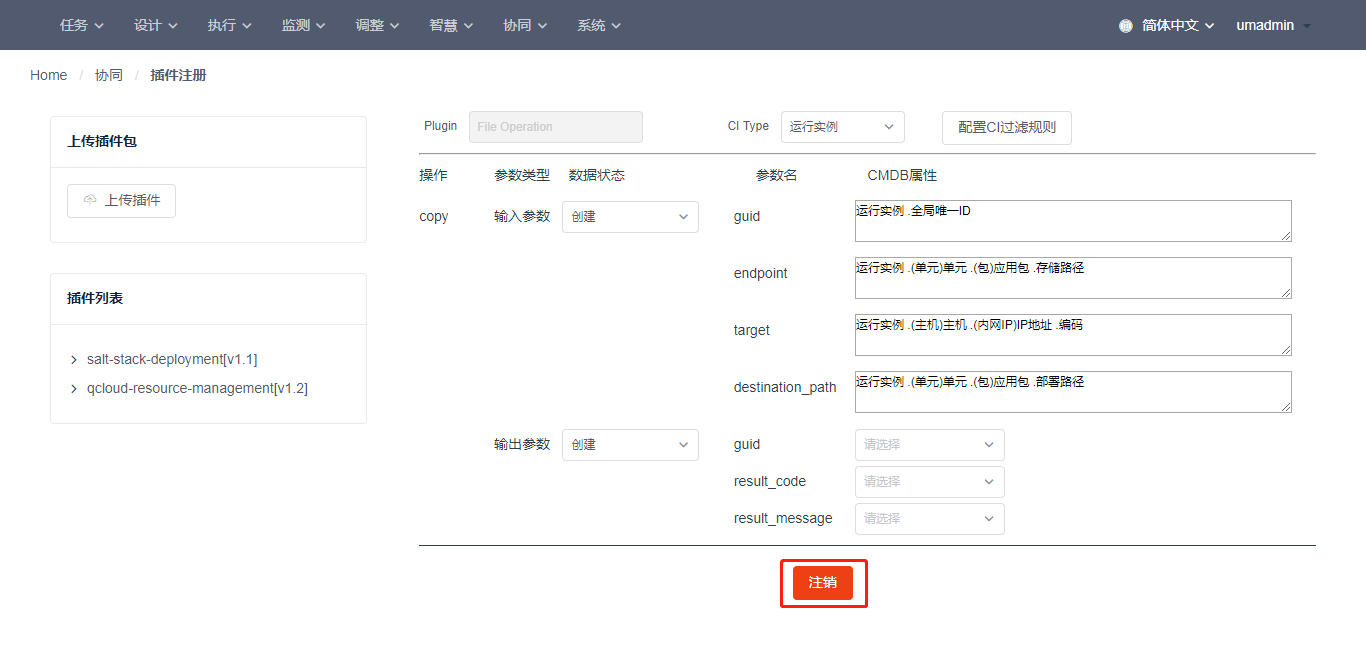 任务 设计 执行 监测 调整 智慧 协同 系统 简体中文 umadmin
Home / 协同 / 插件注册
上传插件包
上传插件
插件列表
salt-stack-deployment[v1.1]
qcloud-resource-management[v1.2]
Plugin File Operation CI Type 运行实例 配置CI过滤规则
操作 参数类型 数据状态 参数名 CMDB属性
copy 输入参数 创建 guid 运行实例 .全局唯一ID
endpoint 运行实例 .(单元)单元 .(包)应用包 .存储路径
target 运行实例 .(主机)主机 .(内网IP)IP地址 .编码
destination_path 运行实例 .(单元)单元 .(包)应用包 .部署路径
输出参数 创建 guid 请选择
result_code 请选择
result_message 请选择
注销